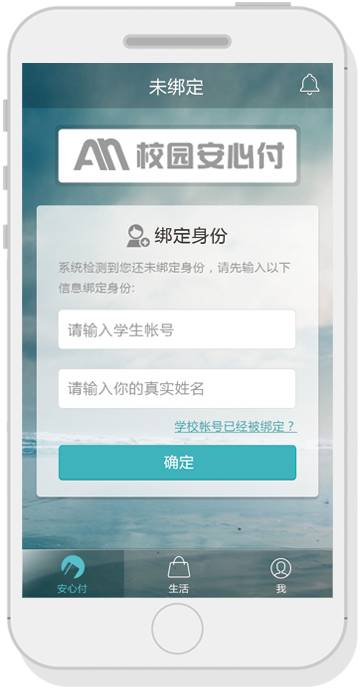 未绑定
校园安心付
绑定身份
系统检测到您还未绑定身份，请先输入以下
信息绑定身份:
请输入学生帐号
请输入你的真实姓名
学校帐号已经被绑定？
确定
安心付
生活
我